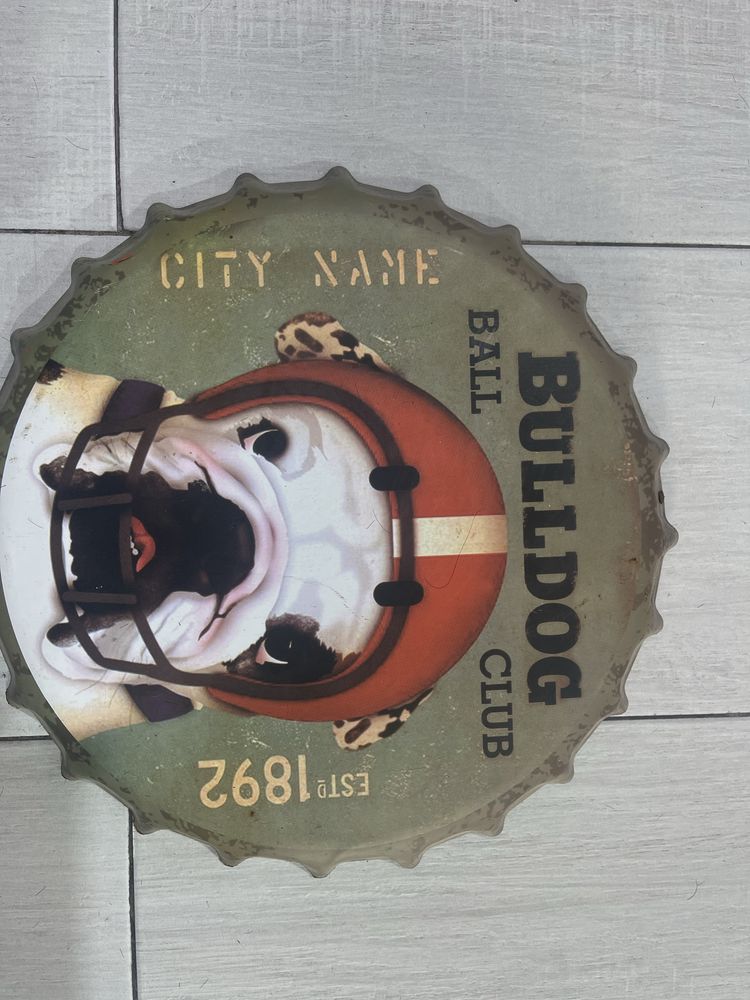 BULLDOG
BALL CLUB
CITY NAME
ESTD 1892